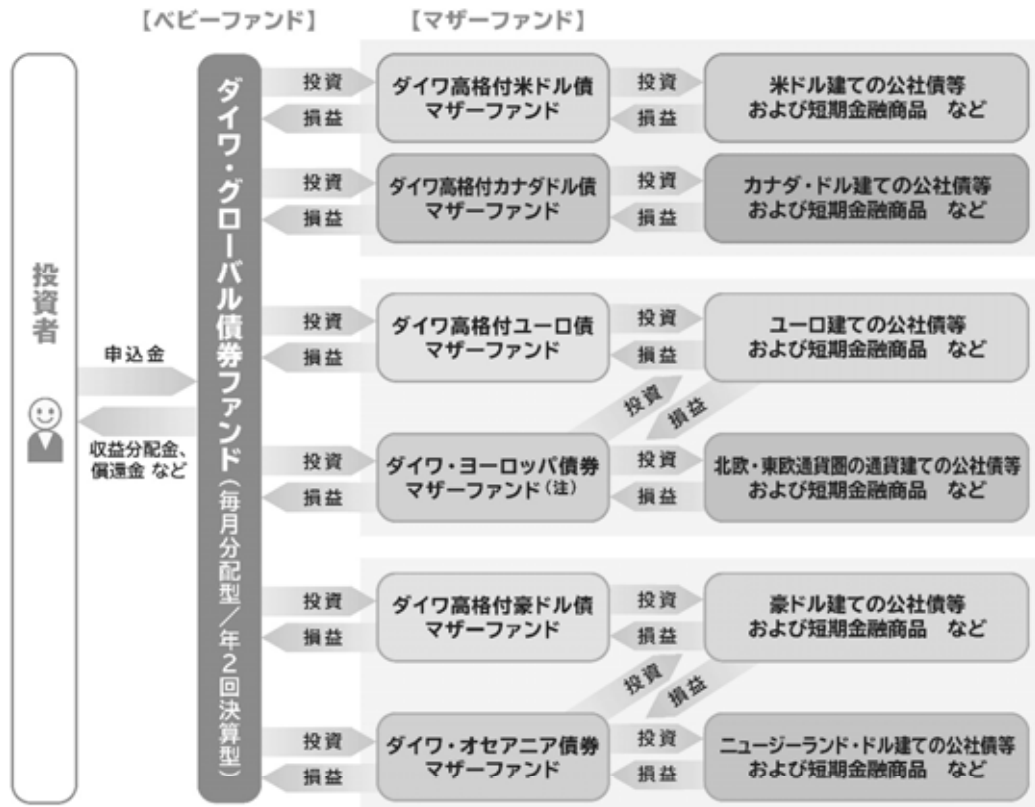 【ベビーファンド】
【マザーファンド】
投資者
申込金
収益分配金、
償還金 など
ダイワ・グローバル債券ファンド（毎月分配型／年2回決算型）
投資
損益
ダイワ高格付米ドル債
マザーファンド
投資
損益
米ドル建ての公社債等
および短期金融商品 など
投資
損益
ダイワ高格付カナダドル債
マザーファンド
投資
損益
カナダ・ドル建ての公社債等
および短期金融商品 など
投資
損益
ダイワ高格付ユーロ債
マザーファンド
投資
損益
ユーロ建ての公社債等
および短期金融商品 など
投資
損益
投資
損益
ダイワ・ヨーロッパ債券
マザーファンド（注）
投資
損益
北欧・東欧通貨圏の通貨建ての公社債等
および短期金融商品 など
投資
損益
ダイワ高格付豪ドル債
マザーファンド
投資
損益
豪ドル建ての公社債等
および短期金融商品 など
投資
損益
投資
損益
ダイワ・オセアニア債券
マザーファンド
投資
損益
ニュージーランド・ドル建ての公社債等
および短期金融商品 など